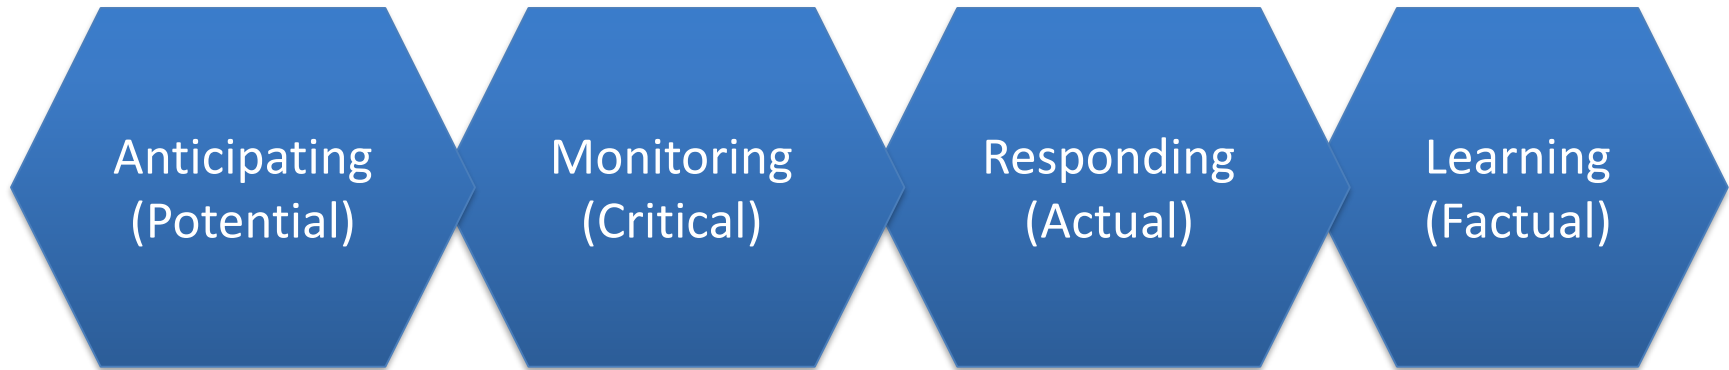 Anticipating
(Potential)
Monitoring
(Critical)
Responding
(Actual)
Learning
(Factual)